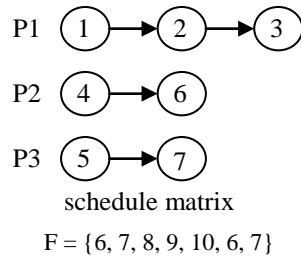 P1 1 2 3
P2 4 6
P3 5 7
schedule matrix
F = {6, 7, 8, 9, 10, 6, 7}